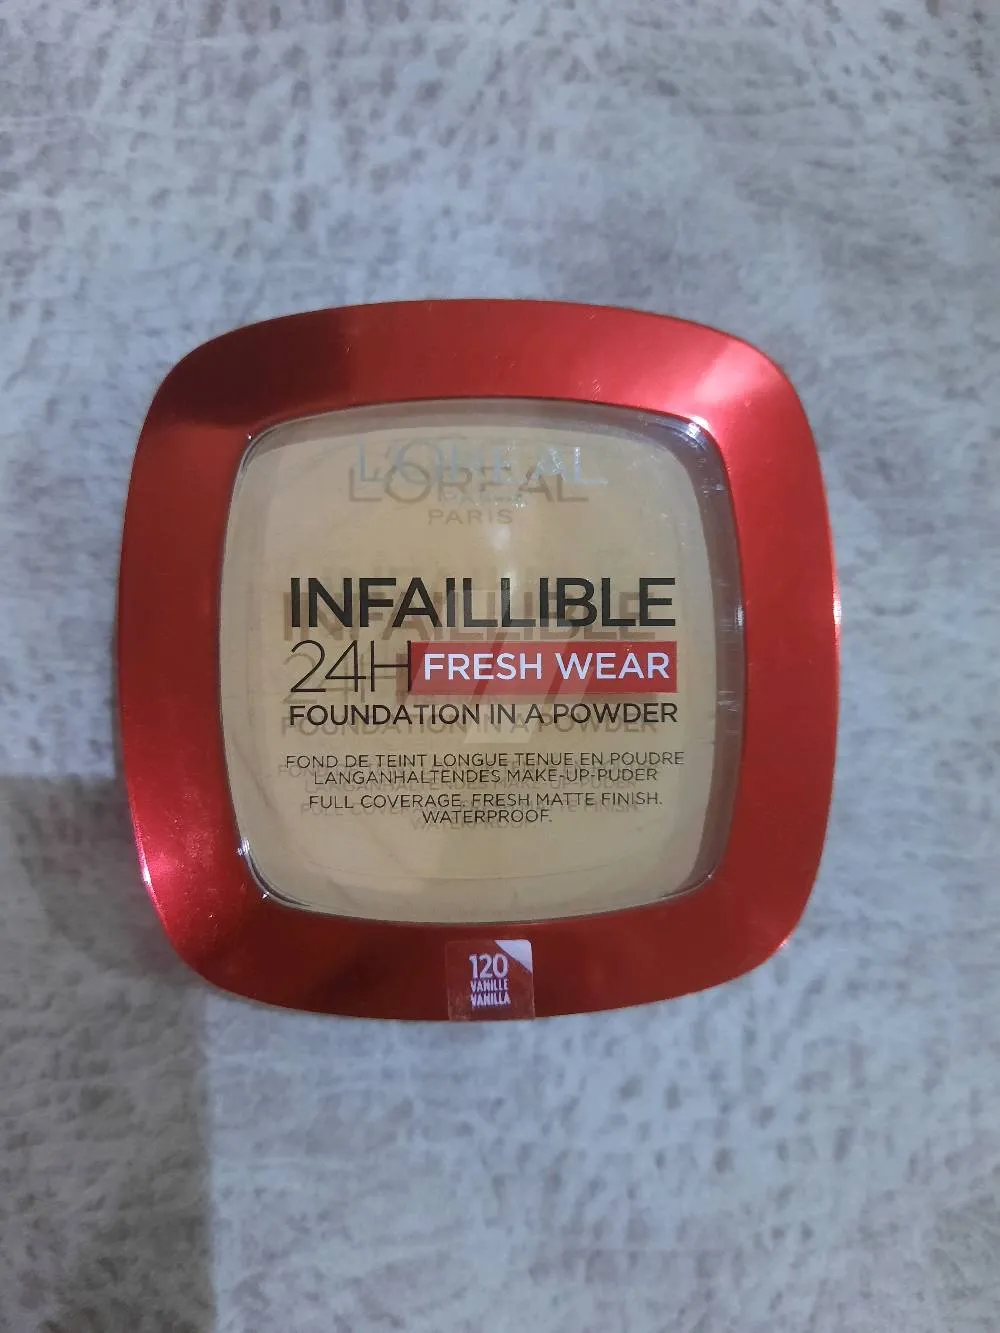 L'ORÉAL
PARIS
INFAILLIBLE
24H FRESH WEAR
FOUNDATION IN A POWDER
FOND DE TEINT LONGUE TENUE EN POUDRE
LANGANHALTENDES MAKE-UP-PUDER
FULL COVERAGE. FRESH MATTE FINISH.
WATERPROOF.
120
VANILLE
VANILLA